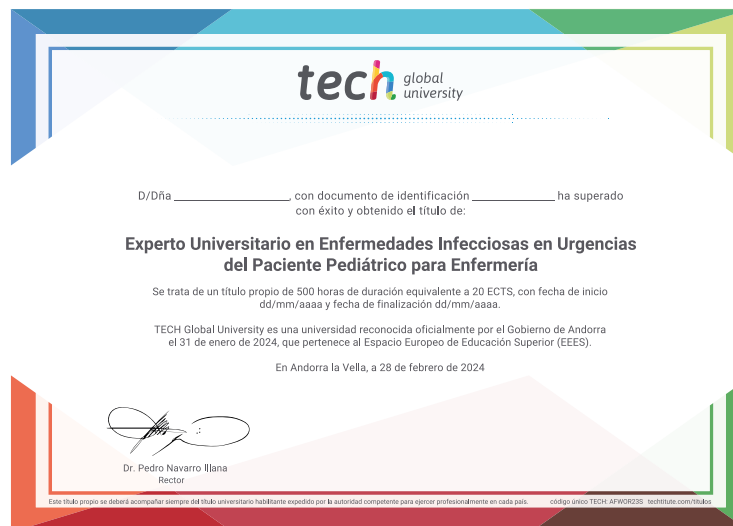 tech global university
D/Dña ______________, con documento de identificación ____________ ha superado
con éxito y obtenido el título de:
Experto Universitario en Enfermedades Infecciosas en Urgencias
del Paciente Pediátrico para Enfermería
Se trata de un título propio de 500 horas de duración equivalente a 20 ECTS, con fecha de inicio
dd/mm/aaaa y fecha de finalización dd/mm/aaaa.
TECH Global University es una universidad reconocida oficialmente por el Gobierno de Andorra
el 31 de enero de 2024, que pertenece al Espacio Europeo de Educación Superior (EEES).
En Andorra la Vella, a 28 de febrero de 2024
Dr. Pedro Navarro Illana
Rector
Este título propio se deberá acompañar siempre del título universitario habilitante expedido por la autoridad competente para ejercer profesionalmente en cada país. código único TECH: AFWOR23S techtitute.com/titulos